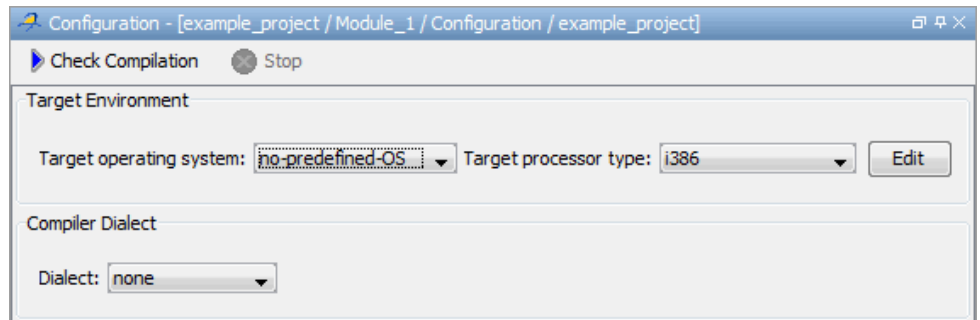 Configuration - [example_project / Module_1 / Configuration / example_project]
Check Compilation Stop
Target Environment
Target operating system: no-predefined-OS Target processor type: i386 Edit
Compiler Dialect
Dialect: none